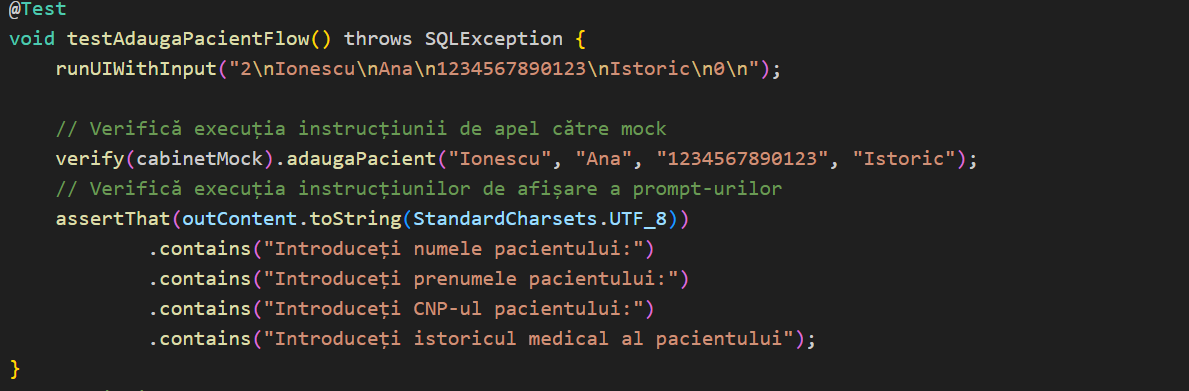 @Test
void testAdaugaPacientFlow() throws SQLException {
    runUIWithInput("2\nIonescu\nAna\n1234567890123\nIstoric\n0\n");

    // Verifică execuția instrucțiunii de apel către mock
    verify(cabinetMock).adaugaPacient("Ionescu", "Ana", "1234567890123", "Istoric");
    // Verifică execuția instrucțiunilor de afișare a prompt-urilor
    assertThat(outContent.toString(StandardCharsets.UTF_8))
            .contains("Introduceți numele pacientului:")
            .contains("Introduceți prenumele pacientului:")
            .contains("Introduceți CNP-ul pacientului:")
            .contains("Introduceți istoricul medical al pacientului");
}